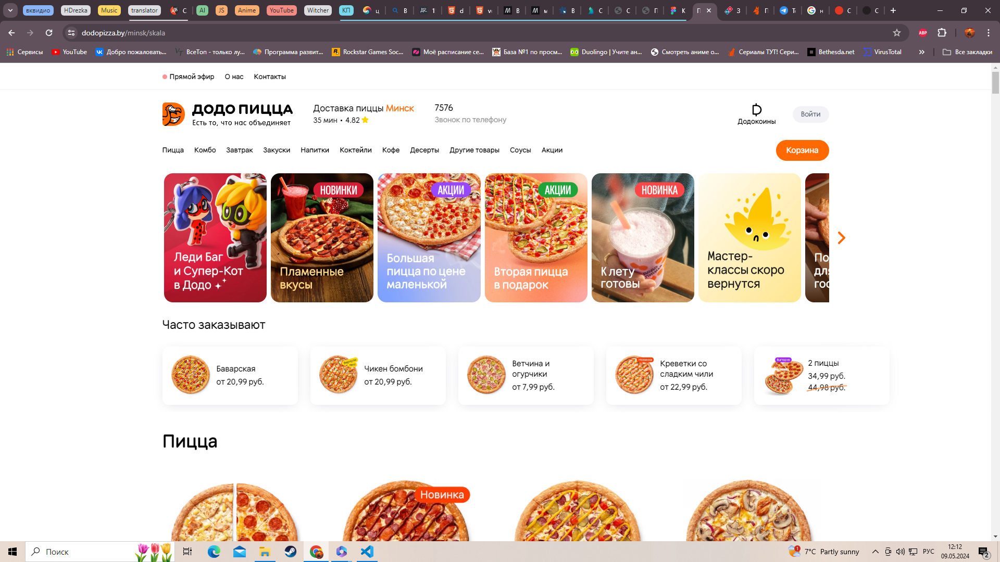 вквидио
HDrezka
Music
translator
С
AI
JS
Anime
YouTube
Witcher
КП
dodopizza.by/minsk/skala
ABP
Сервисы
YouTube
Добро пожаловать...
ВсеТоп - только лу...
Программа развит...
Rockstar Games Soc...
Моё расписание се...
База №1 по просм...
Duolingo | Учите ан...
Смотреть аниме о...
Сериалы ТУТ! Сери...
Bethesda.net
VirusTotal
Все закладки
Прямой эфир
О нас
Контакты
ДОДО ПИЦЦА
Есть то, что нас объединяет
Доставка пиццы Минск
35 мин • 4.82
7576
Звонок по телефону
Додокоины
Войти
Пицца
Комбо
Завтрак
Закуски
Напитки
Коктейли
Кофе
Десерты
Другие товары
Соусы
Акции
Корзина
Леди Баг
и Супер-Кот
в Додо
НОВИНКИ
Пламенные
вкусы
АКЦИИ
Большая
пицца по цене
маленькой
АКЦИИ
Вторая пицца
в подарок
НОВИНКА
К лету
готовы
Мастер-
классы скоро
вернутся
Часто заказывают
Баварская
от 20,99 руб.
Чикен бомбони
от 20,99 руб.
Ветчина и
огурчики
от 7,99 руб.
Новинка
Креветки со
сладким чили
от 22,99 руб.
Выгодно
2 пиццы
34,99 руб.
44,98 руб.
Пицца
Новинка
Поиск
7°C Partly sunny
РУС
12:12
09.05.2024
2